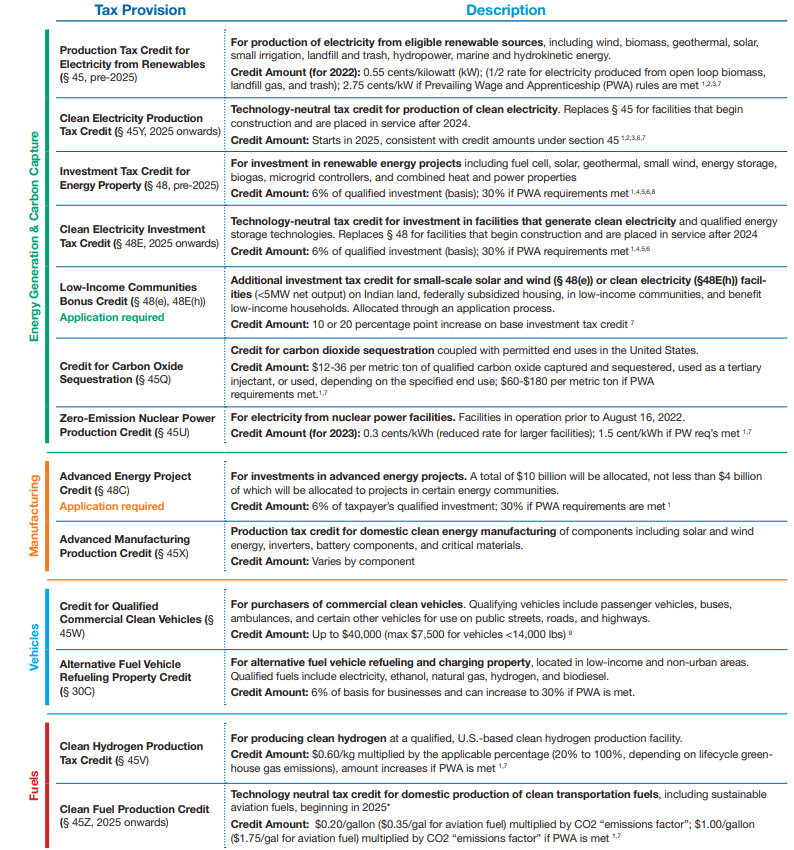 Tax Provision
Description
Energy Generation & Carbon Capture
Production Tax Credit for
Electricity from Renewables
(§ 45, pre-2025)
For production of electricity from eligible renewable sources, including wind, biomass, geothermal, solar,
small irrigation, landfill and trash, hydropower, marine and hydrokinetic energy.
Credit Amount (for 2022): 0.55 cents/kilowatt (kW); (1/2 rate for electricity produced from open loop biomass,
landfill gas, and trash); 2.75 cents/kW if Prevailing Wage and Apprenticeship (PWA) rules are met 1,2,3,7
Clean Electricity Production
Tax Credit (§ 45Y, 2025 onwards)
Technology-neutral tax credit for production of clean electricity. Replaces § 45 for facilities that begin
construction and are placed in service after 2024.
Credit Amount: Starts in 2025, consistent with credit amounts under section 45 1,2,3,6,7
Investment Tax Credit for
Energy Property (§ 48, pre-2025)
For investment in renewable energy projects including fuel cell, solar, geothermal, small wind, energy storage,
biogas, microgrid controllers, and combined heat and power properties
Credit Amount: 6% of qualified investment (basis); 30% if PWA requirements met 1,4,5,6,8
Clean Electricity Investment
Tax Credit (§ 48E, 2025 onwards)
Technology-neutral tax credit for investment in facilities that generate clean electricity and qualified energy
storage technologies. Replaces § 48 for facilities that begin construction and are placed in service after 2024
Credit Amount: 6% of qualified investment (basis); 30% if PWA requirements met 1,4,5,6
Low-Income Communities
Bonus Credit (§ 48(e), 48E(h))
Application required
Additional investment tax credit for small-scale solar and wind (§ 48(e)) or clean electricity (§48E(h)) facil-
ities (<5MW net output) on Indian land, federally subsidized housing, in low-income communities, and benefit
low-income households. Allocated through an application process.
Credit Amount: 10 or 20 percentage point increase on base investment tax credit 7
Credit for Carbon Oxide
Sequestration (§ 45Q)
Credit for carbon dioxide sequestration coupled with permitted end uses in the United States.
Credit Amount: $12-36 per metric ton of qualified carbon oxide captured and sequestered, used as a tertiary
injectant, or used, depending on the specified end use; $60-$180 per metric ton if PWA
requirements met.1,7
Zero-Emission Nuclear Power
Production Credit (§ 45U)
For electricity from nuclear power facilities. Facilities in operation prior to August 16, 2022.
Credit Amount (for 2023): 0.3 cents/kWh (reduced rate for larger facilities); 1.5 cent/kWh if PW req's met 1,7
Manufacturing
Advanced Energy Project
Credit (§ 48C)
Application required
For investments in advanced energy projects. A total of $10 billion will be allocated, not less than $4 billion
of which will be allocated to projects in certain energy communities.
Credit Amount: 6% of taxpayer's qualified investment; 30% if PWA requirements are met 1
Advanced Manufacturing
Production Credit (§ 45X)
Production tax credit for domestic clean energy manufacturing of components including solar and wind
energy, inverters, battery components, and critical materials.
Credit Amount: Varies by component
Vehicles
Credit for Qualified
Commercial Clean Vehicles (§
45W)
For purchasers of commercial clean vehicles. Qualifying vehicles include passenger vehicles, buses,
ambulances, and certain other vehicles for use on public streets, roads, and highways.
Credit Amount: Up to $40,000 (max $7,500 for vehicles <14,000 lbs) 9
Alternative Fuel Vehicle
Refueling Property Credit
(§ 30C)
For alternative fuel vehicle refueling and charging property, located in low-income and non-urban areas.
Qualified fuels include electricity, ethanol, natural gas, hydrogen, and biodiesel.
Credit Amount: 6% of basis for businesses and can increase to 30% if PWA is met.
Fuels
Clean Hydrogen Production
Tax Credit (§ 45V)
For producing clean hydrogen at a qualified, U.S.-based clean hydrogen production facility.
Credit Amount: $0.60/kg multiplied by the applicable percentage (20% to 100%, depending on lifecycle green-
house gas emissions), amount increases if PWA is met 1,7
Clean Fuel Production Credit
(§ 45Z, 2025 onwards)
Technology neutral tax credit for domestic production of clean transportation fuels, including sustainable
aviation fuels, beginning in 2025*
Credit Amount: $0.20/gallon ($0.35/gal for aviation fuel) multiplied by CO2 “emissions factor”; $1.00/gallon
($1.75/gal for aviation fuel) multiplied by CO2 “emissions factor” if PWA is met 1,7